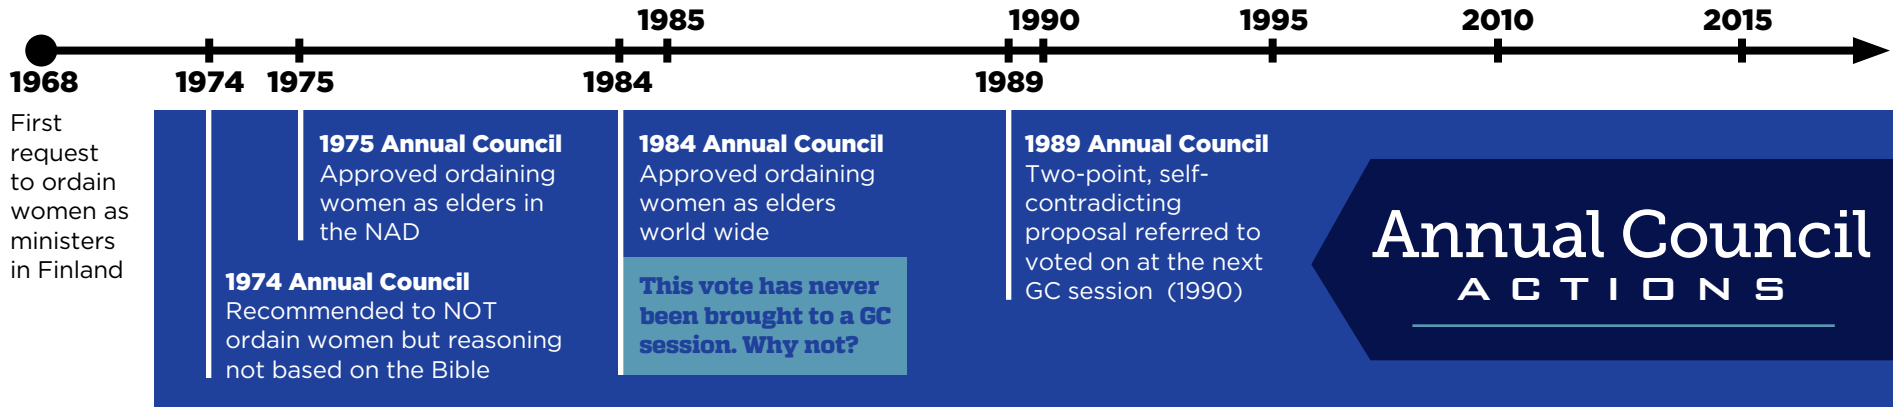 1985
1990
1995
2010
2015
1968
1974
1975
1984
1989
First
request
to ordain
women as
ministers
in Finland
1975 Annual Council
Approved ordaining
women as elders in
the NAD
1974 Annual Council
Recommended to NOT
ordain women but reasoning
not based on the Bible
1984 Annual Council
Approved ordaining
women as elders
world wide
This vote has never
been brought to a GC
session. Why not?
1989 Annual Council
Two-point, self-
contradicting
proposal referred to
voted on at the next
GC session (1990)
Annual Council
ACTIONS